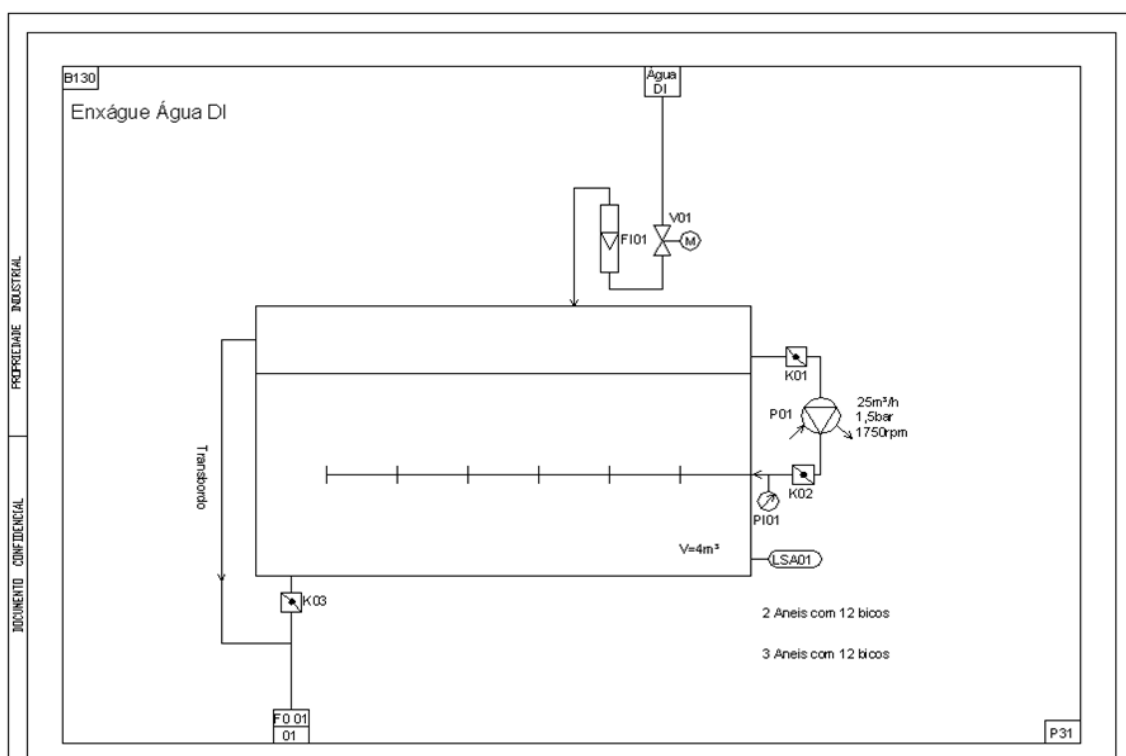 B130
Enxágue Água DI
Água
DI
V01
M
FI01
K01
P01
25m³/h
1,5bar
1750rpm
K02
PI01
Transbordo
V=4m³
LSA01
K03
2 Aneis com 12 bicos
3 Aneis com 12 bicos
F0 01
01
P31
PROPRIEDADE INDUSTRIAL
DOCUMENTO CONFIDENCIAL